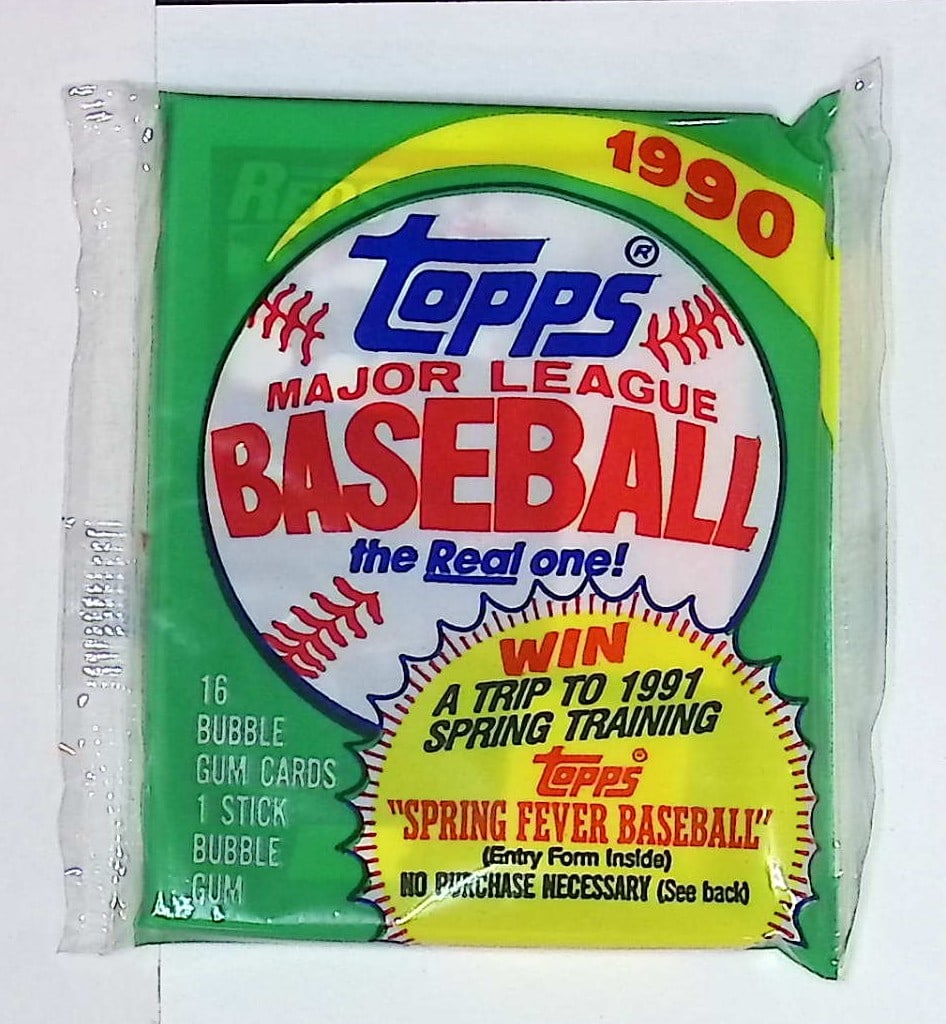 1990
Topps®
MAJOR LEAGUE
BASEBALL
the Real one!
WIN
A TRIP TO 1991
SPRING TRAINING
Topps®
"SPRING FEVER BASEBALL"
(Entry Form Inside)
NO PURCHASE NECESSARY (See back)
16
BUBBLE
GUM CARDS
1 STICK
BUBBLE
GUM